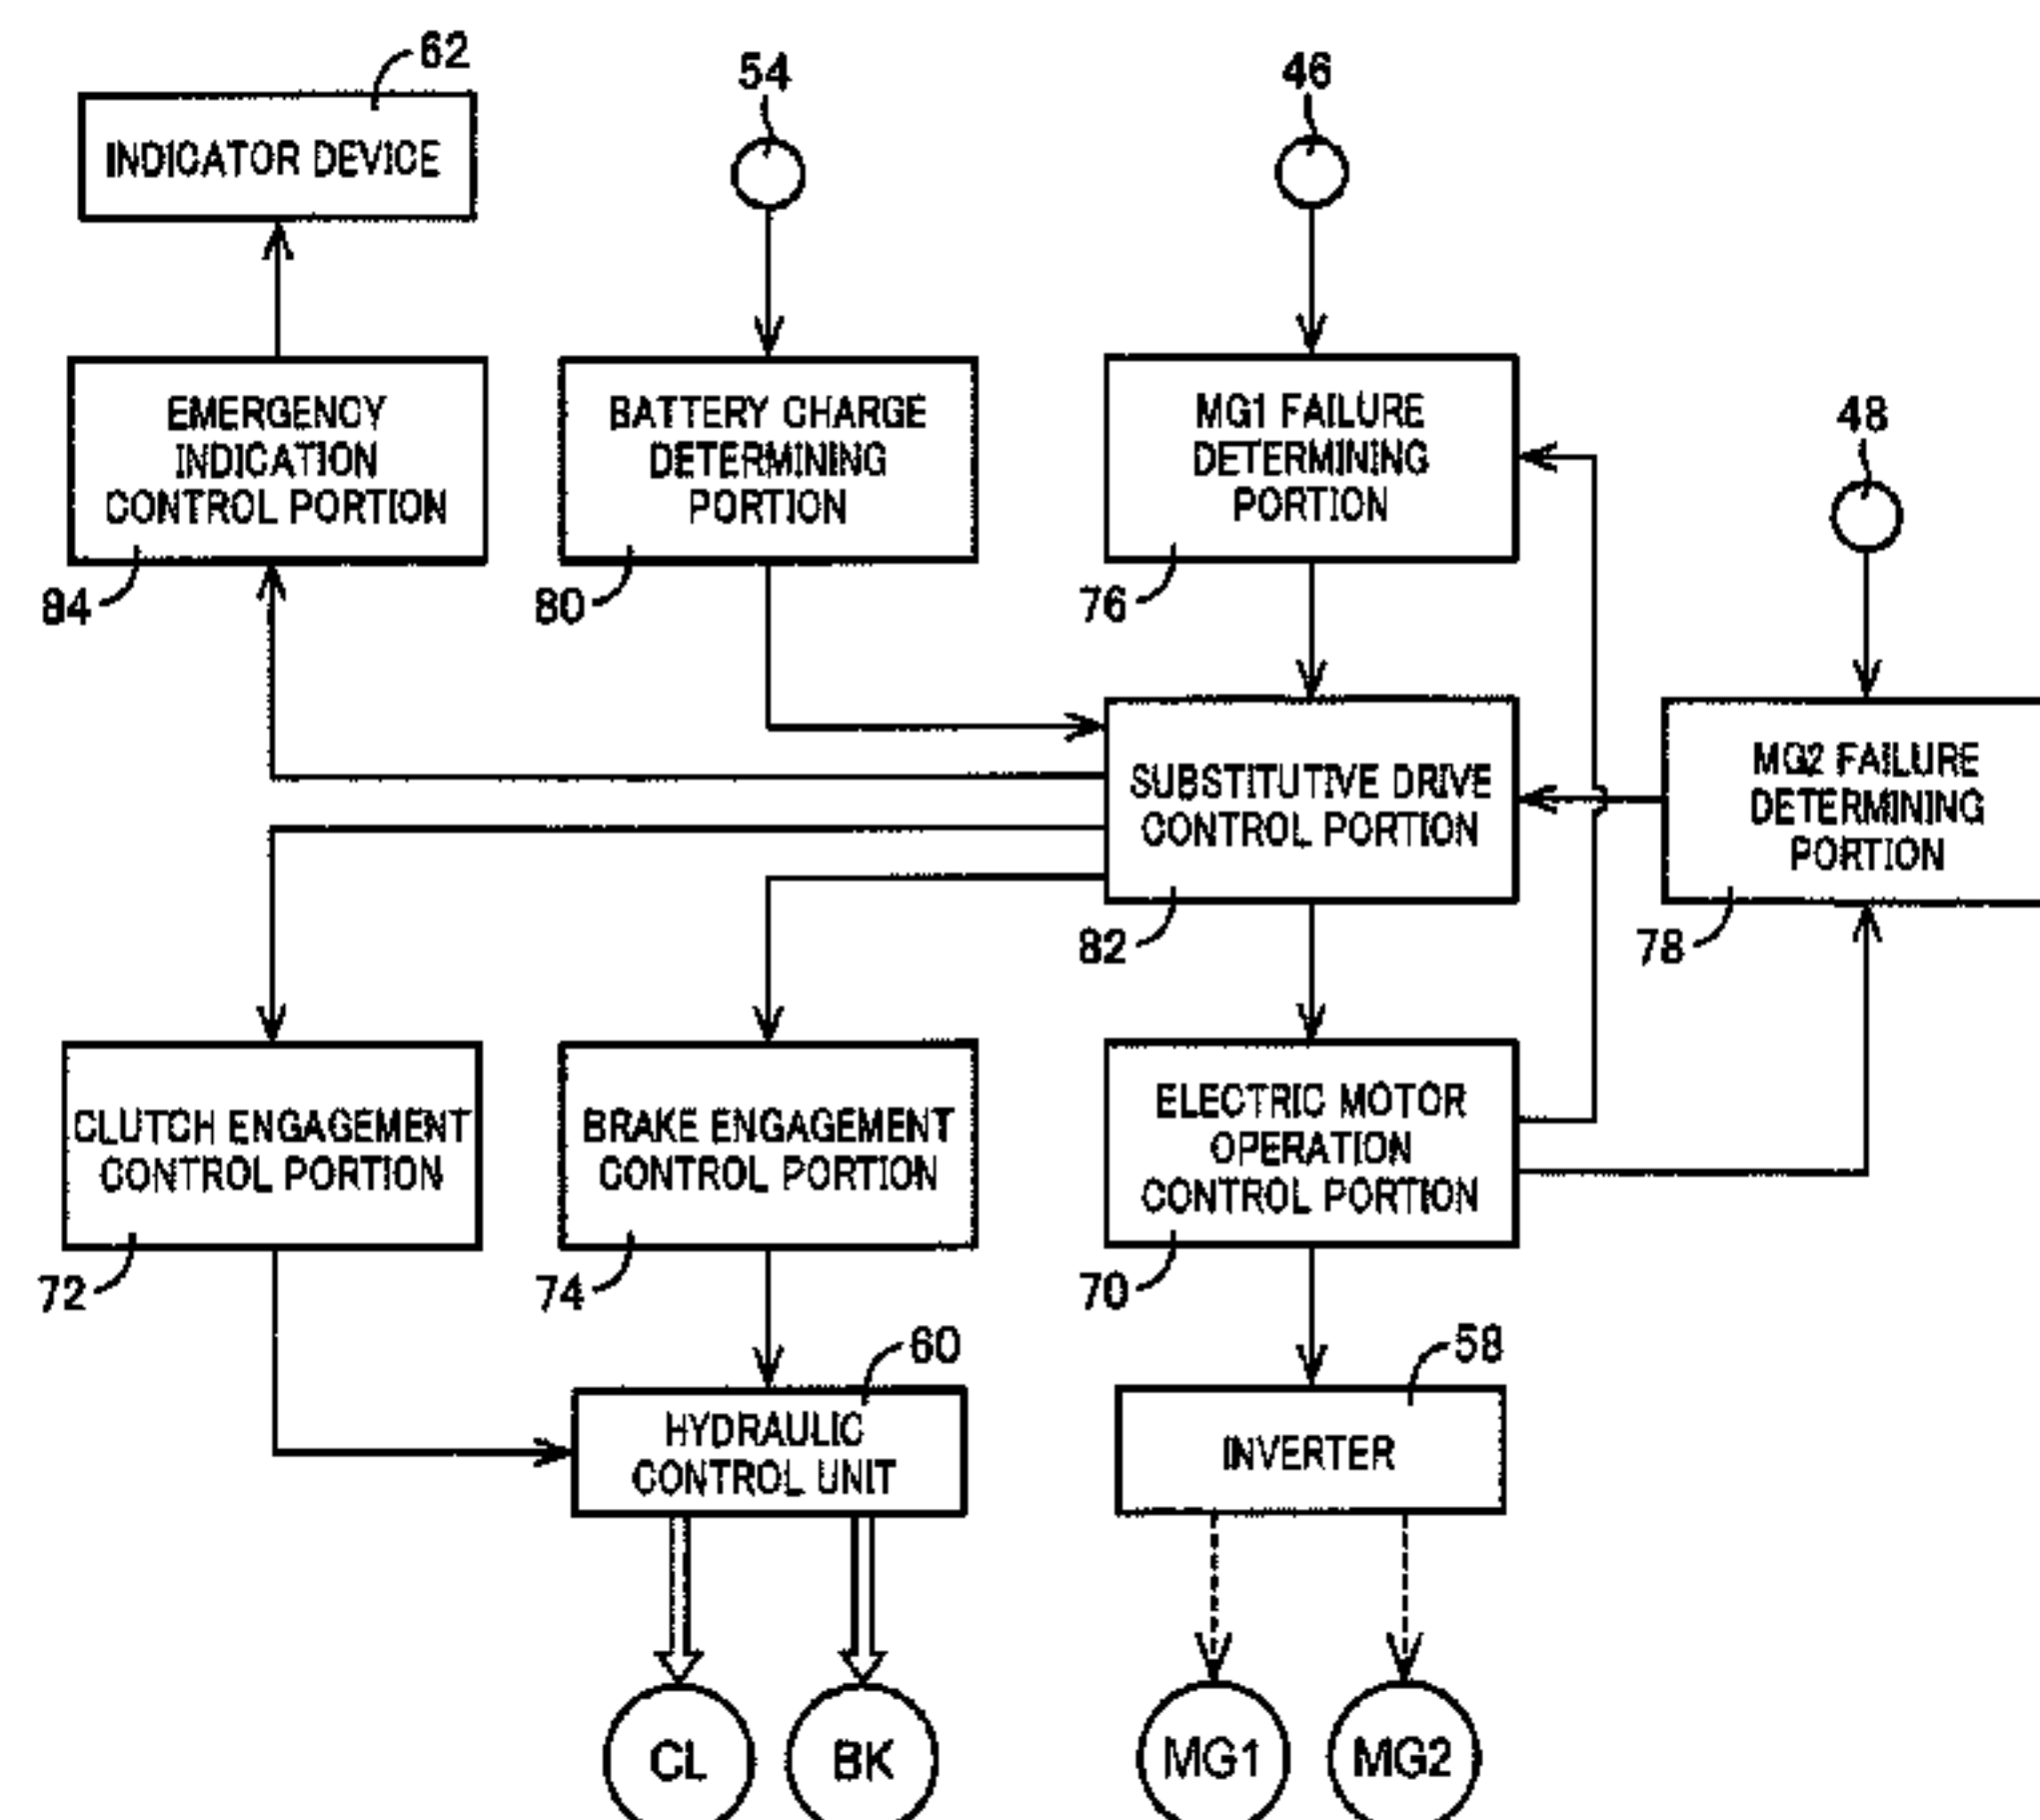 62
54
46
INDICATOR DEVICE
EMERGENCY
INDICATION
CONTROL PORTION
84
BATTERY CHARGE
DETERMINING
PORTION
80
MG1 FAILURE
DETERMINING
PORTION
76
48
SUBSTITUTIVE DRIVE
CONTROL PORTION
82
MG2 FAILURE
DETERMINING
PORTION
78
CLUTCH ENGAGEMENT
CONTROL PORTION
72
BRAKE ENGAGEMENT
CONTROL PORTION
74
ELECTRIC MOTOR
OPERATION
CONTROL PORTION
70
60
HYDRAULIC
CONTROL UNIT
58
INVERTER
CL
BK
MG1
MG2